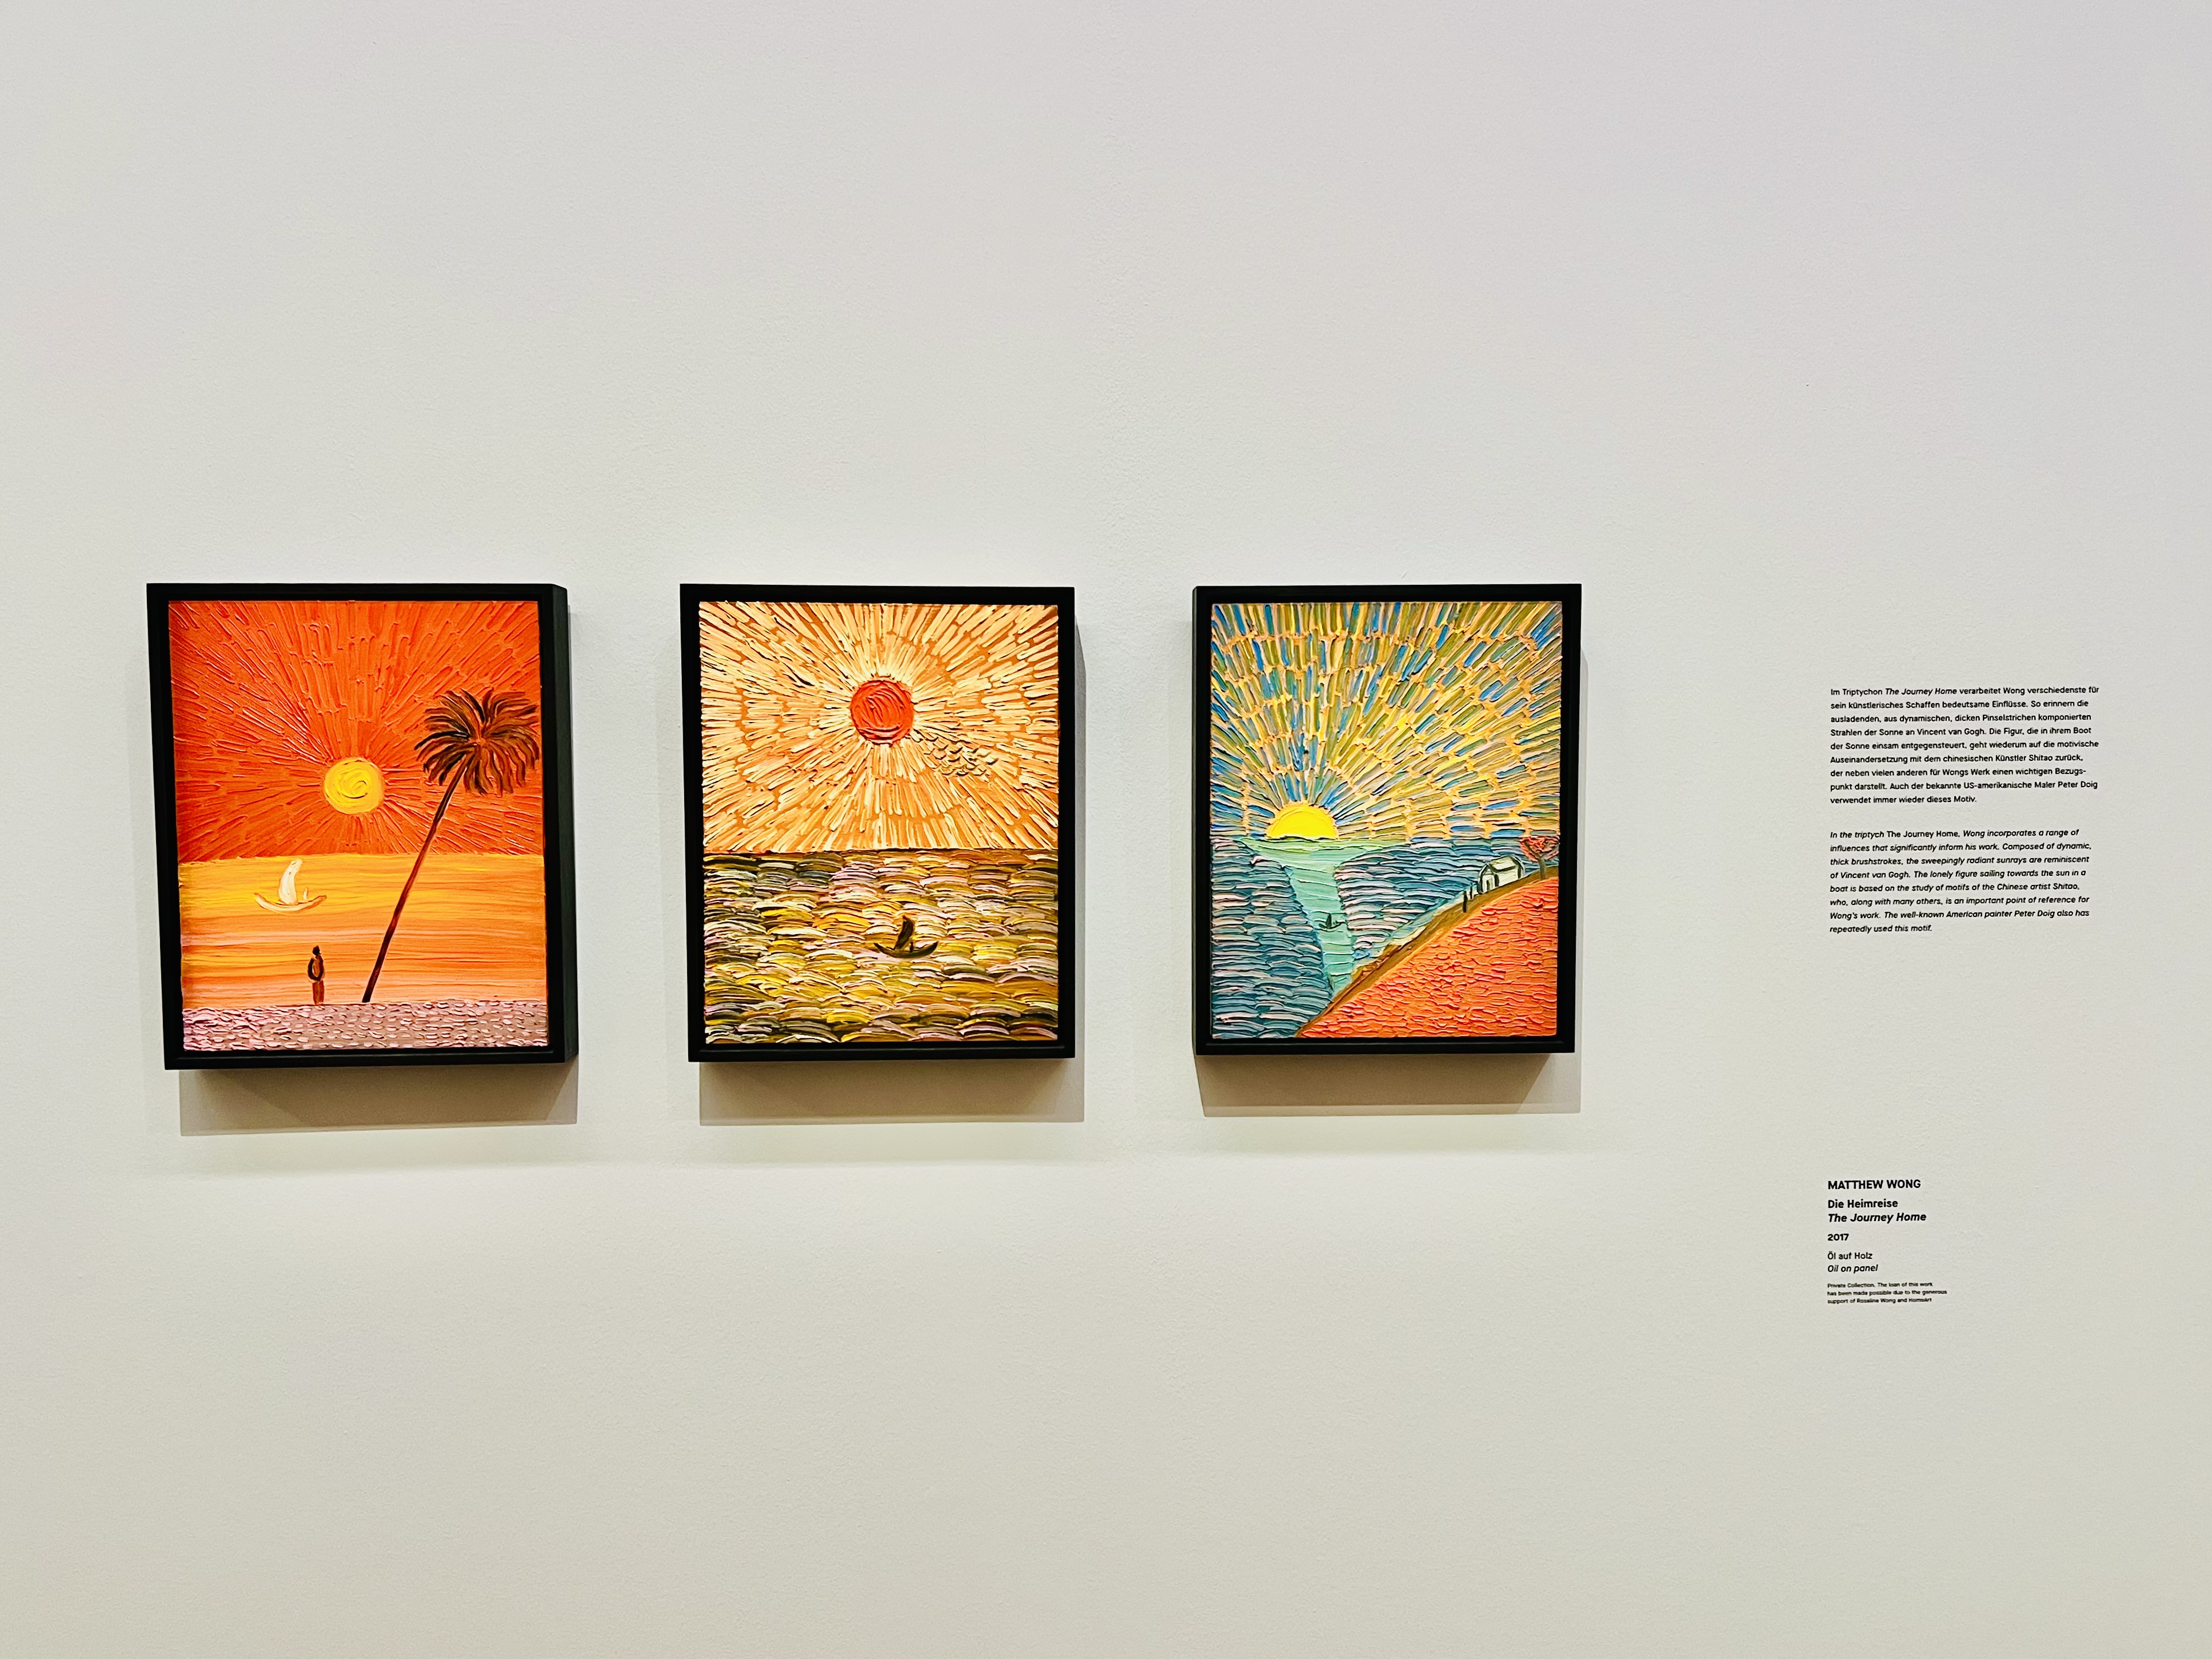 Im Triptychon The Journey Home verarbeitet Wong verschiedenste für
sein künstlerisches Schaffen bedeutsame Einflüsse. So erinnern die
ausladenden, aus dynamischen, dicken Pinselstrichen komponierten
Strahlen der Sonne an Vincent van Gogh. Die Figur, die in ihrem Boot
der Sonne einsam entgegensteuert, geht wiederum auf die motivische
Auseinandersetzung mit dem chinesischen Künstler Shitao zurück,
der neben vielen anderen für Wongs Werk einen wichtigen Bezugs-
punkt darstellt. Auch der bekannte US-amerikanische Maler Peter Doig
verwendet immer wieder dieses Motiv.
In the triptych The Journey Home, Wong incorporates a range of
influences that significantly inform his work. Composed of dynamic,
thick brushstrokes, the sweepingly radiant sunrays are reminiscent
of Vincent van Gogh. The lonely figure sailing towards the sun in a
boat is based on the study of motifs of the Chinese artist Shitao,
who, along with many others, is an important point of reference for
Wong's work. The well-known American painter Peter Doig also has
repeatedly used this motif.
MATTHEW WONG
Die Heimreise
The Journey Home
2017
Öl auf Holz
Oil on panel
Private Collection. The loan of this work
has been made possible due to the generous
support of Rosaline Wong and HomeArt